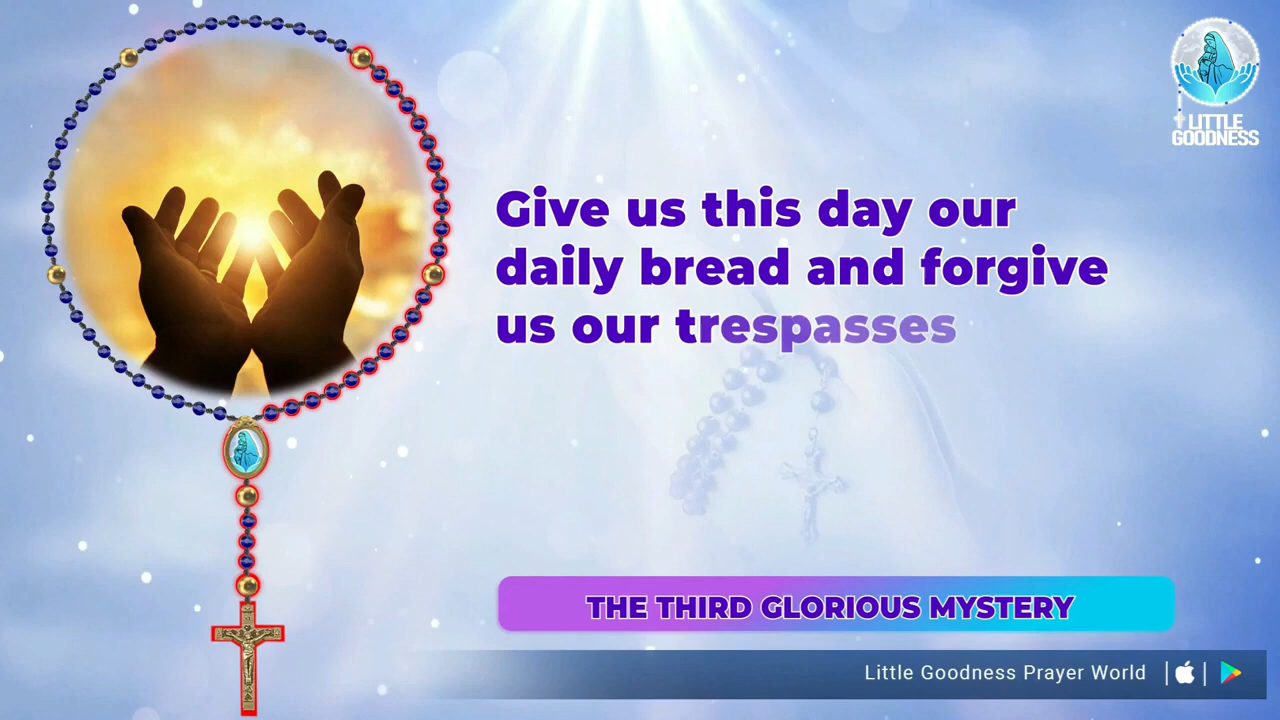 LITTLE
GOODNESS
Give us this day our
daily bread and forgive
us our trespasses
THE THIRD GLORIOUS MYSTERY
Little Goodness Prayer World